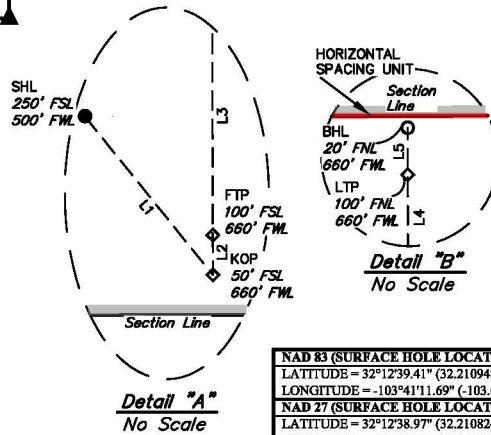 SHL
250' FSL
500' FWL
L1
L3
FTP
100' FSL
660' FWL
L2
KOP
50' FSL
660' FWL
Section Line
Detail "A"
No Scale
HORIZONTAL
SPACING UNIT
Section
Line
BHL
20' FNL
660' FWL
L5
LTP
100' FNL
660' FWL
L4
Detail "B"
No Scale
NAD 83 (SURFACE HOLE LOCAT
LATITUDE = 32°12'39.41" (32.21094
LONGITUDE = -103°41'11.69" (-103.
NAD 27 (SURFACE HOLE LOCAT
LATITUDE = 32°12'38.97" (32.21082